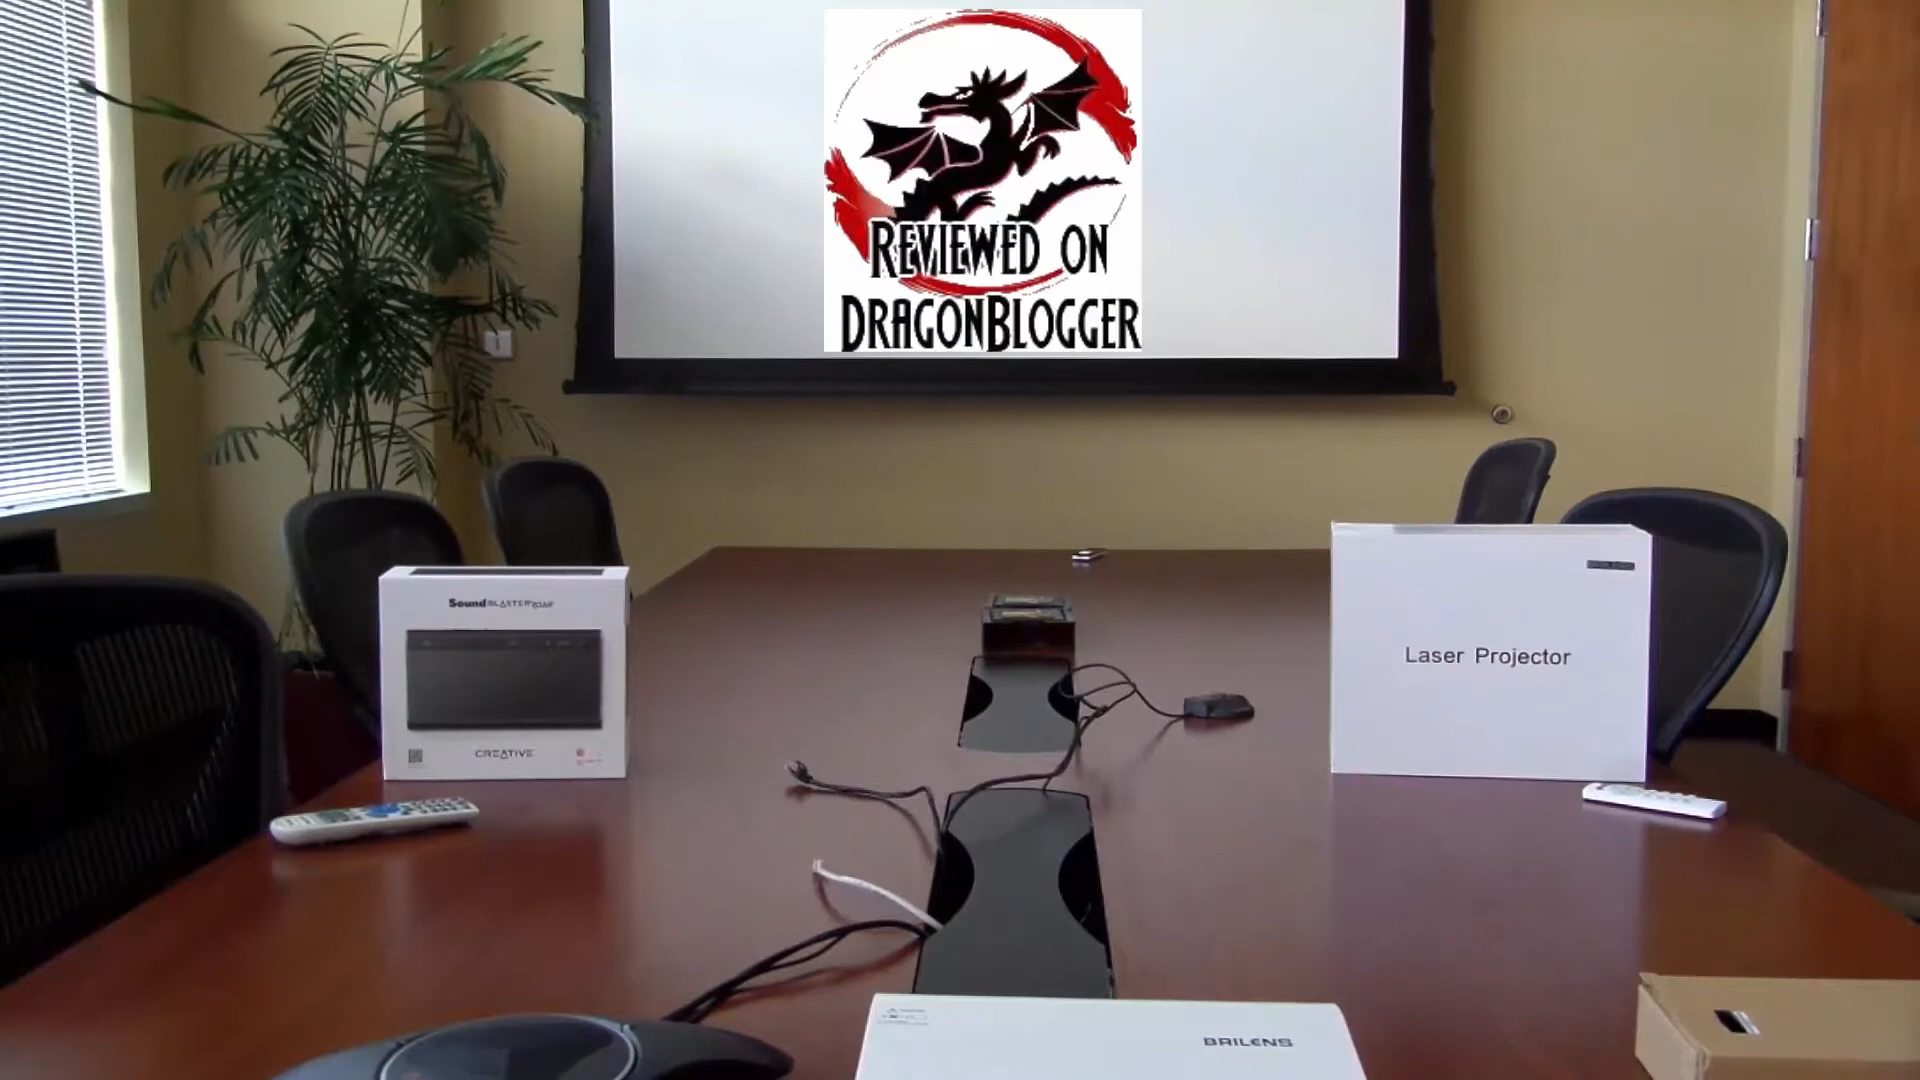 REVIEWED ON
DRAGONBLOGGER
Sound BLASTER ROAR
CREATIVE
Laser Projector
BRILENS